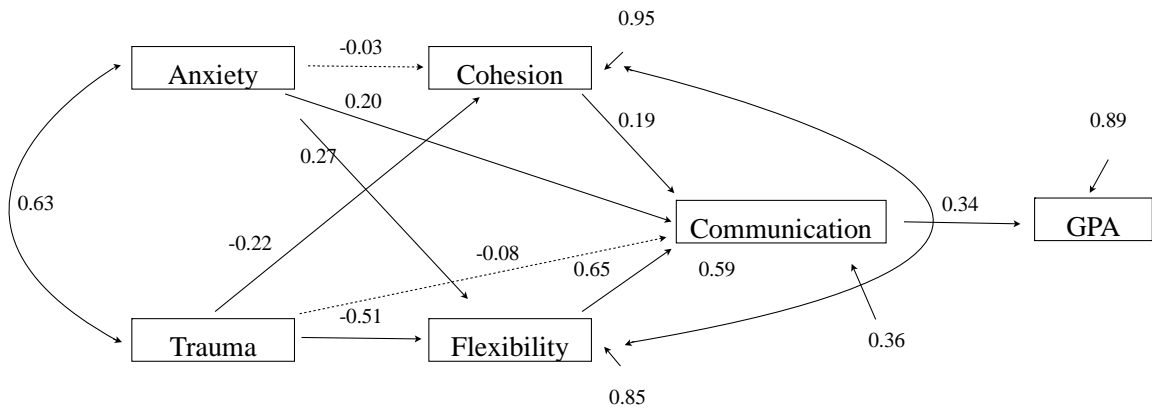 0.95
-0.03
Anxiety
Cohesion
0.20
0.19
0.89
0.27
0.63
0.34
Communication
GPA
-0.22
-0.08
0.65
0.59
-0.51
Trauma
Flexibility
0.36
0.85